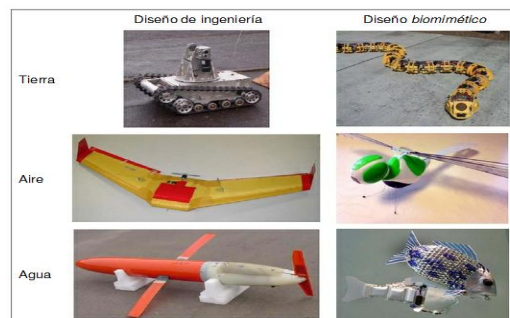 Diseño de ingeniería
Diseño biomimético
Tierra
Aire
Agua